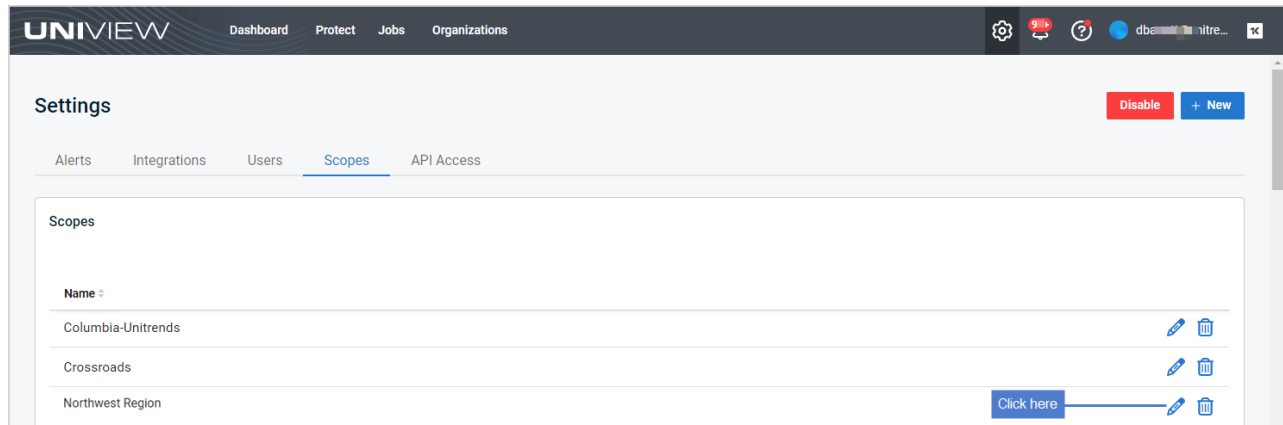 UNIVIEW Dashboard Protect Jobs Organizations 9+
Settings Disable + New
Alerts Integrations Users Scopes API Access
Scopes
Name
Columbia-Unitrends
Crossroads
Northwest Region Click here